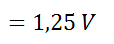 = 1,25 V